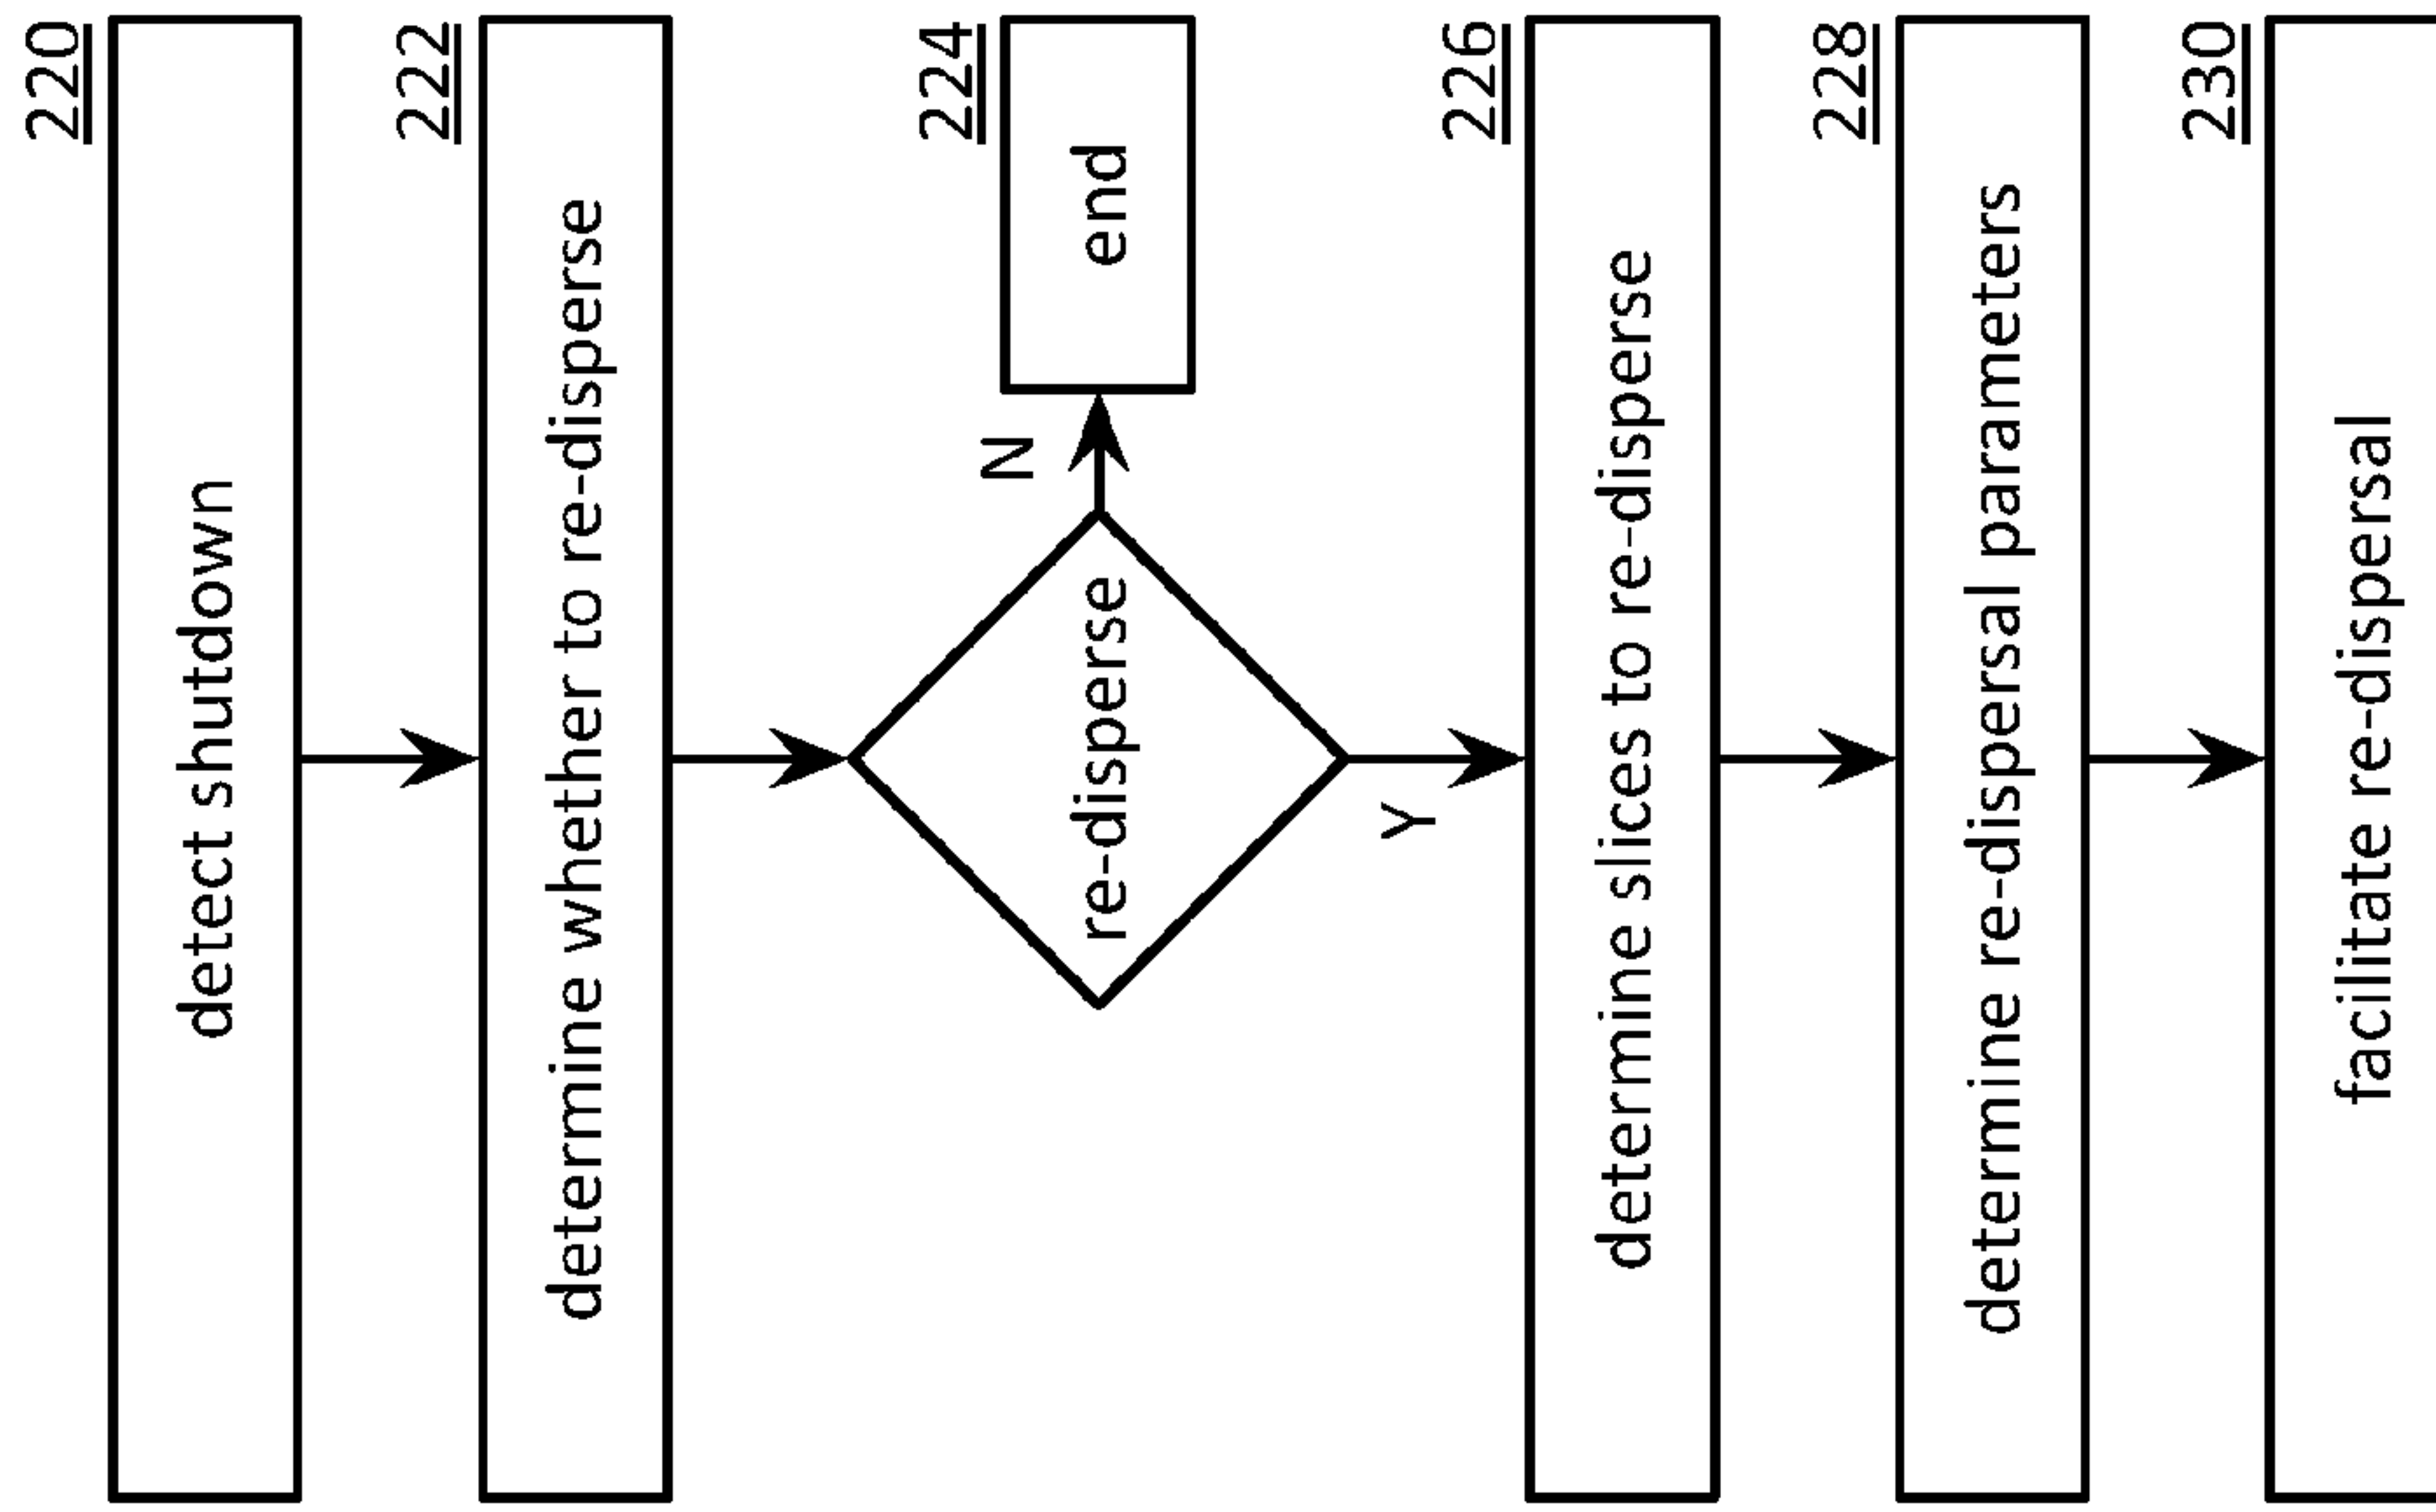 220
detect shutdown
222
determine whether to re-disperse
re-disperse
N
224
end
Y
226
determine slices to re-disperse
228
determine re-dispersal parameters
230
facilitate re-dispersal